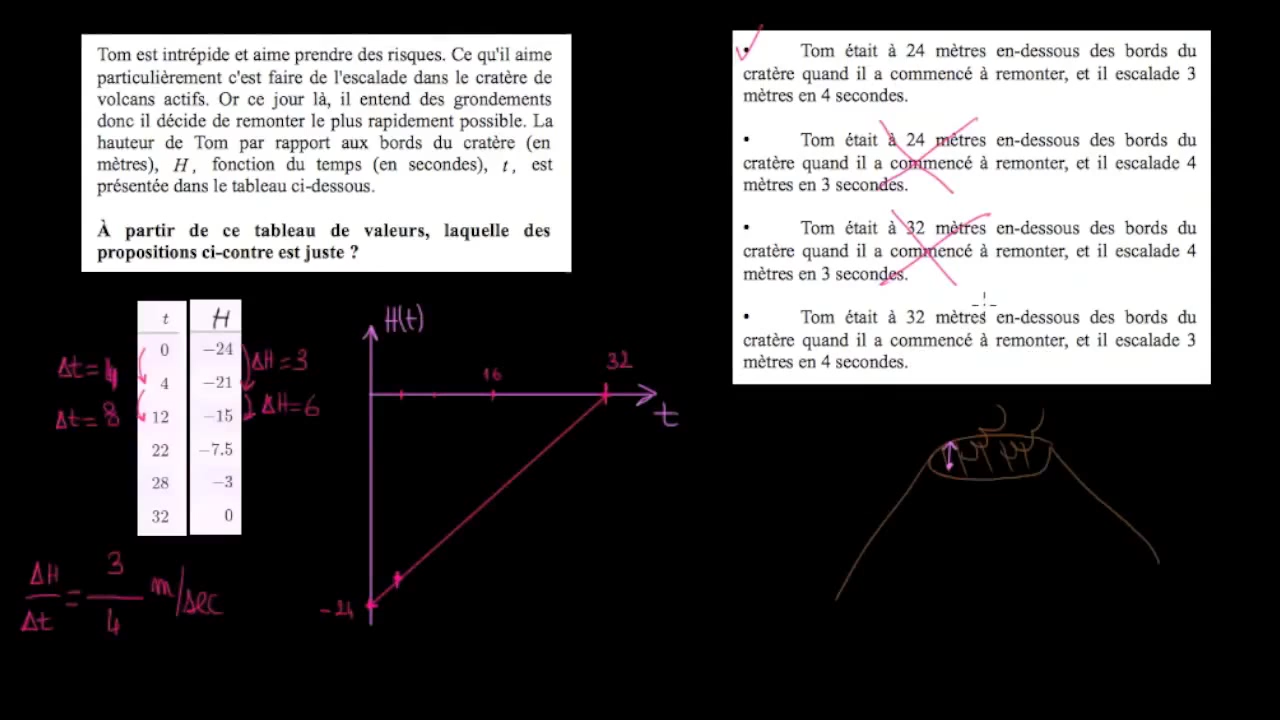 Tom est intrépide et aime prendre des risques. Ce qu'il aime
particulièrement c'est faire de l'escalade dans le cratère de
volcans actifs. Or ce jour là, il entend des grondements
donc il décide de remonter le plus rapidement possible. La
hauteur de Tom par rapport aux bords du cratère (en
mètres), H, fonction du temps (en secondes), t, est
présentée dans le tableau ci-dessous.
À partir de ce tableau de valeurs, laquelle des
propositions ci-contre est juste ?
• Tom était à 24 mètres en-dessous des bords du
cratère quand il a commencé à remonter, et il escalade 3
mètres en 4 secondes.
• Tom était à 24 mètres en-dessous des bords du
cratère quand il a commencé à remonter, et il escalade 4
mètres en 3 secondes.
• Tom était à 32 mètres en-dessous des bords du
cratère quand il a commencé à remonter, et il escalade 4
mètres en 3 secondes.
• Tom était à 32 mètres en-dessous des bords du
cratère quand il a commencé à remonter, et il escalade 3
mètres en 4 secondes.
t H
0 −24
4 −21
12 −15
22 −7.5
28 −3
32 0
Δt = 4
Δt = 8
ΔH = 3
ΔH = 6
ΔH/Δt = 3/4 m/sec
H(t)
16
32
t
-24